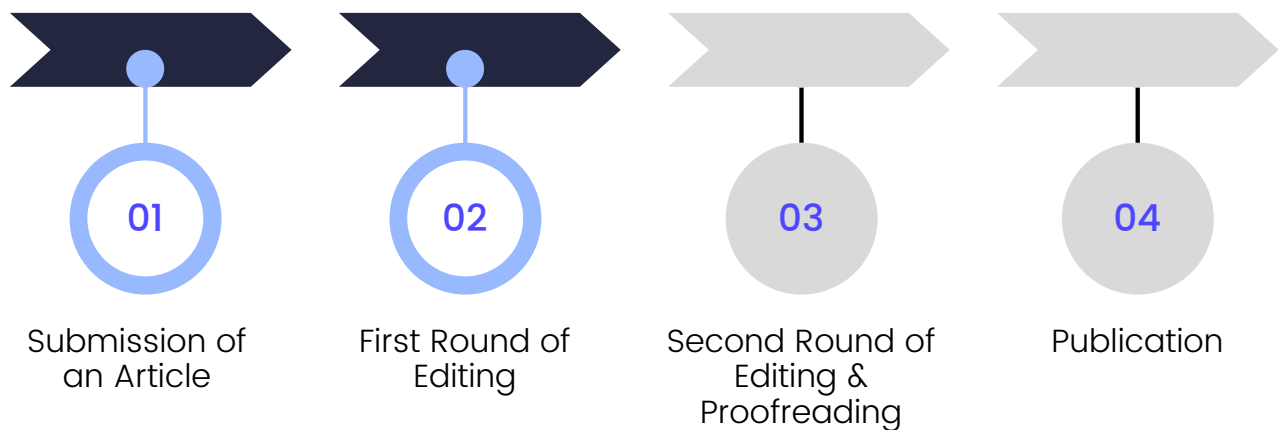 01
02
03
04
Submission of
an Article
First Round of
Editing
Second Round of
Editing &
Proofreading
Publication